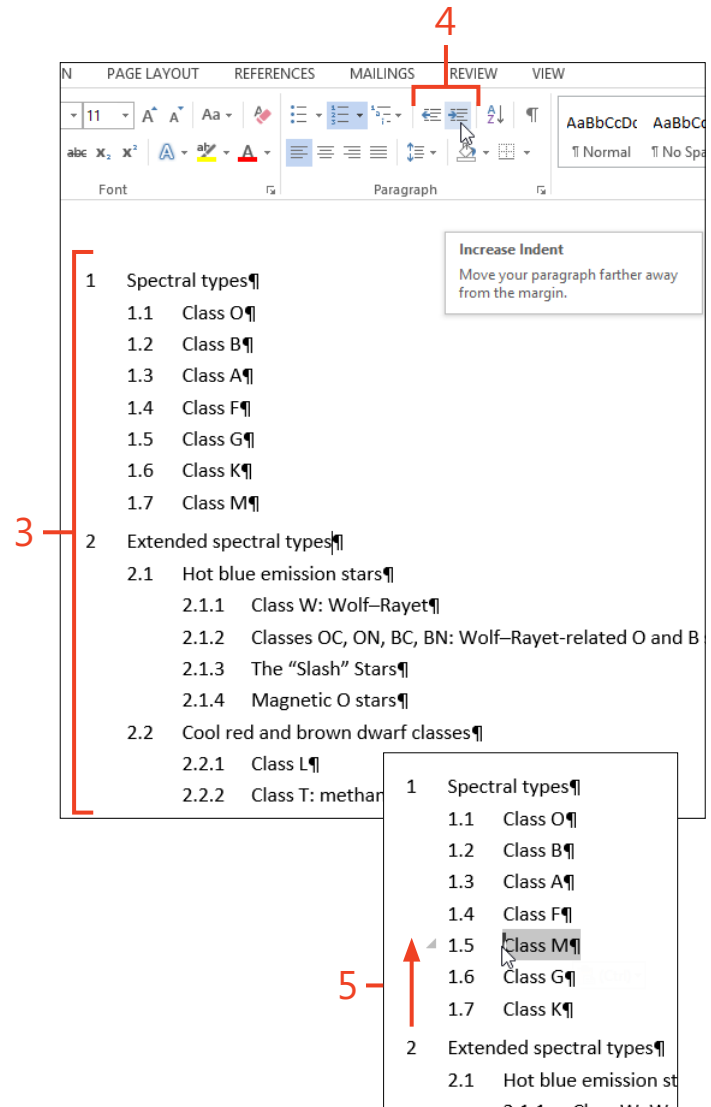 4
N PAGE LAYOUT REFERENCES MAILINGS REVIEW VIEW
11 A A Aa A Z
abc X₂ X² A ab A
AaBbCcDc AaBbCc
¶ Normal ¶ No Spa
Font Paragraph
Increase Indent
Move your paragraph farther away
from the margin.
3
1 Spectral types¶
1.1 Class O¶
1.2 Class B¶
1.3 Class A¶
1.4 Class F¶
1.5 Class G¶
1.6 Class K¶
1.7 Class M¶
2 Extended spectral types¶
2.1 Hot blue emission stars¶
2.1.1 Class W: Wolf–Rayet¶
2.1.2 Classes OC, ON, BC, BN: Wolf–Rayet-related O and B
2.1.3 The “Slash” Stars¶
2.1.4 Magnetic O stars¶
2.2 Cool red and brown dwarf classes¶
2.2.1 Class L¶
2.2.2 Class T: methan
5
1 Spectral types¶
1.1 Class O¶
1.2 Class B¶
1.3 Class A¶
1.4 Class F¶
1.5 Class M¶
1.6 Class G¶
1.7 Class K¶
2 Extended spectral types¶
2.1 Hot blue emission st